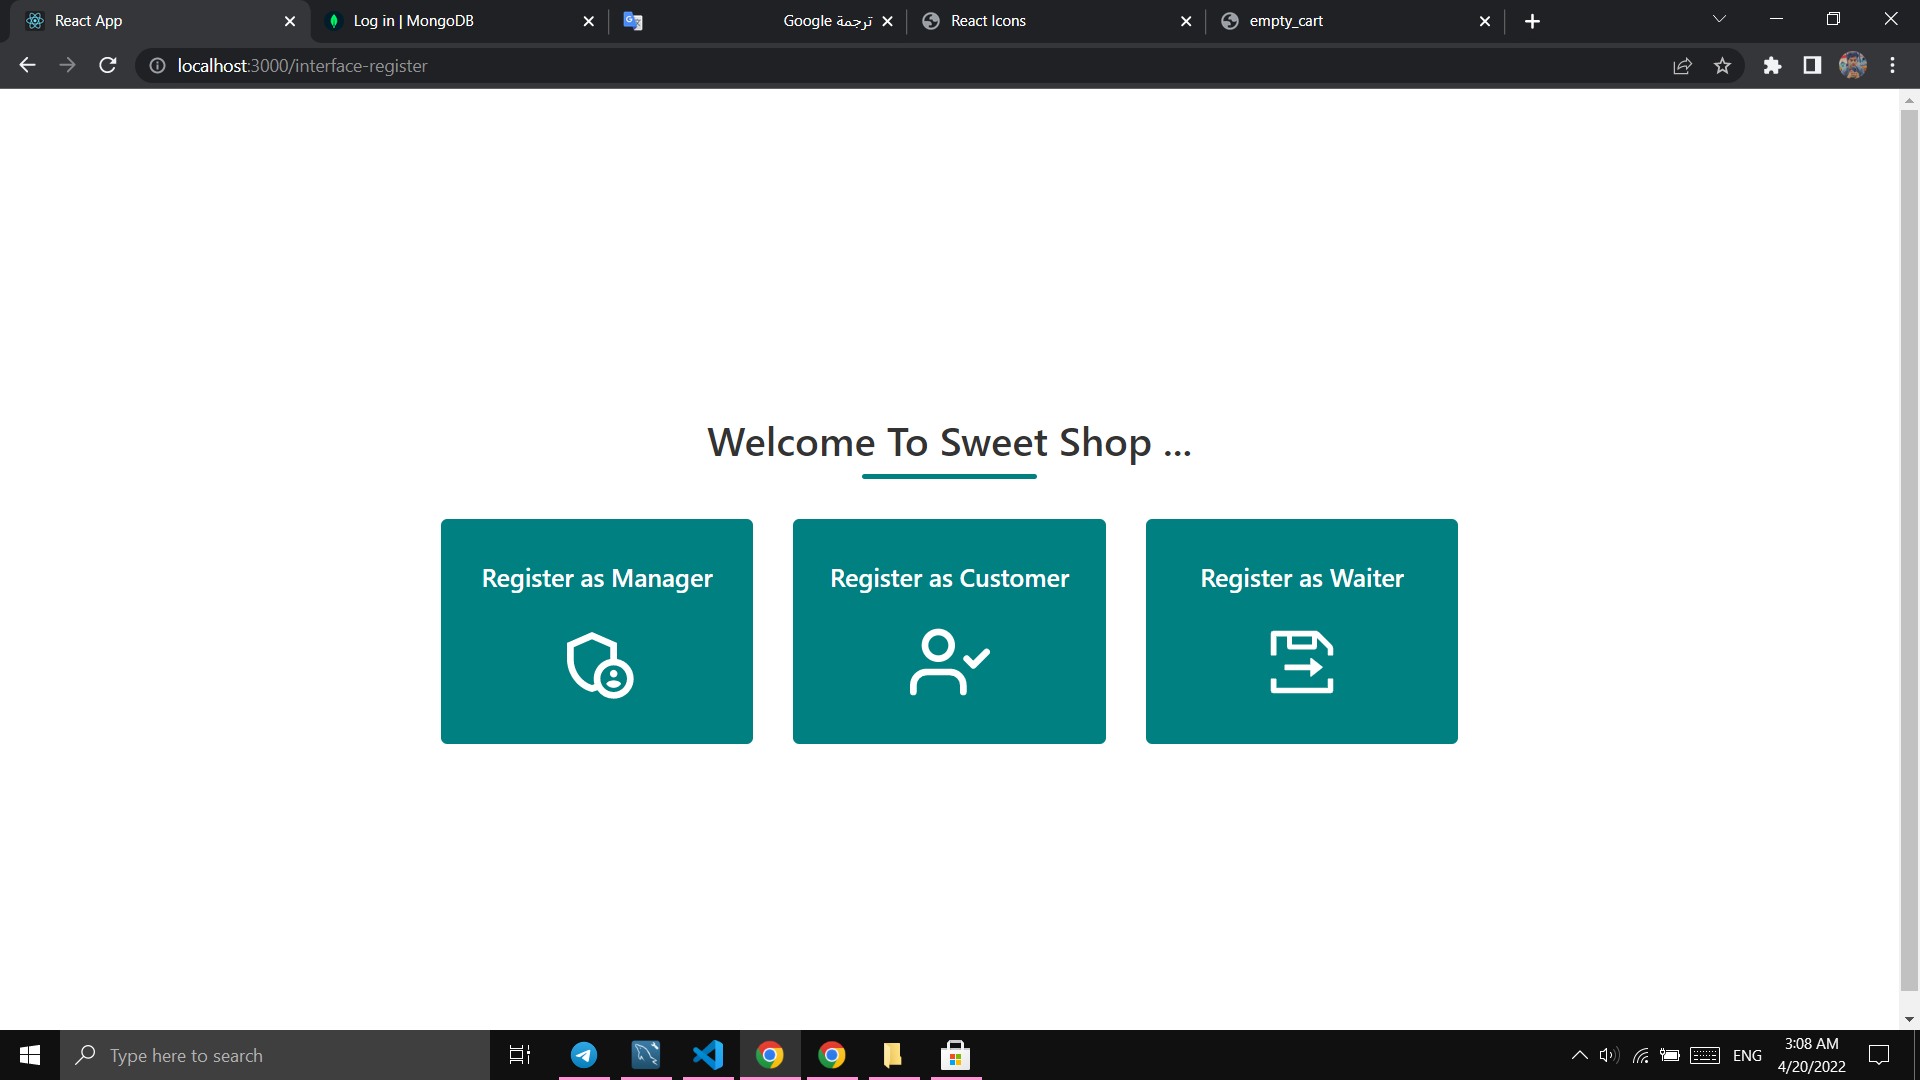 React App
Log in | MongoDB
ترجمة Google
React Icons
empty_cart
localhost:3000/interface-register
Welcome To Sweet Shop ...
Register as Manager
Register as Customer
Register as Waiter
Type here to search
ENG
3:08 AM
4/20/2022